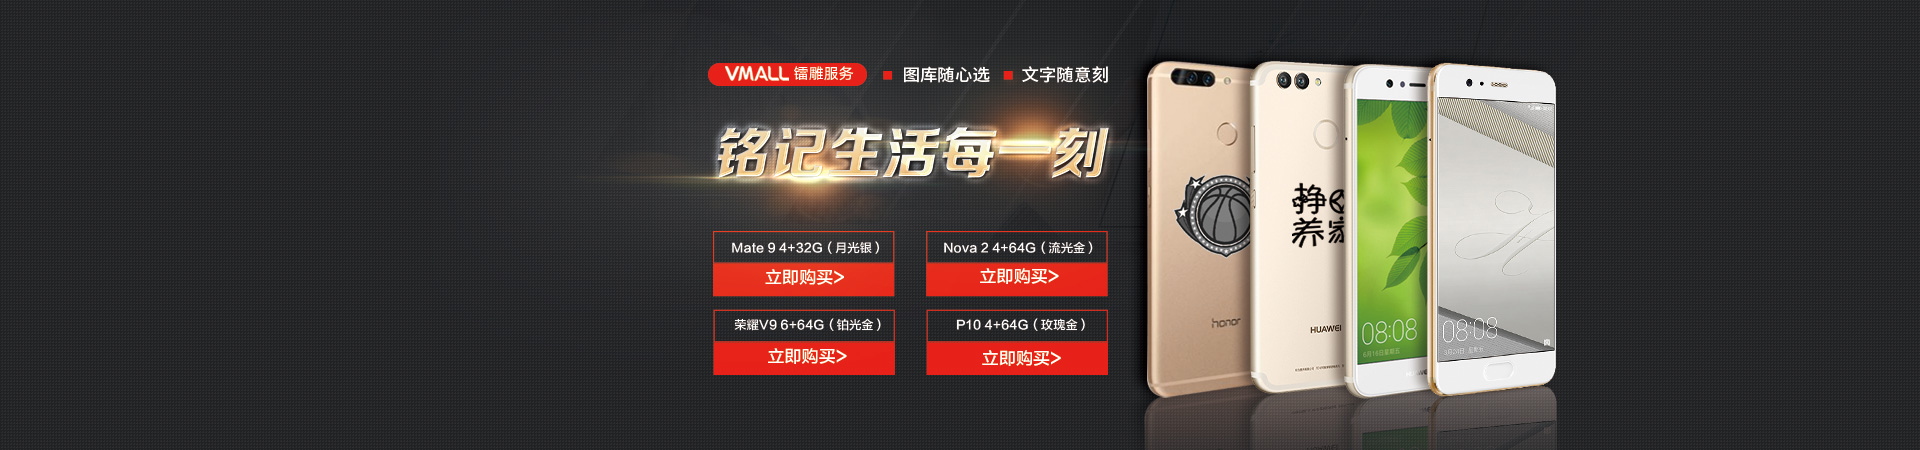 VMALL 镭雕服务 ■ 图库随心选 ■ 文字随意刻
铭记生活每一刻
Mate 9 4+32G（月光银）
立即购买>
Nova 2 4+64G（流光金）
立即购买>
荣耀V9 6+64G（铂光金）
立即购买>
P10 4+64G（玫瑰金）
立即购买>
honor
挣
养家
HUAWEI
08:08
08:08